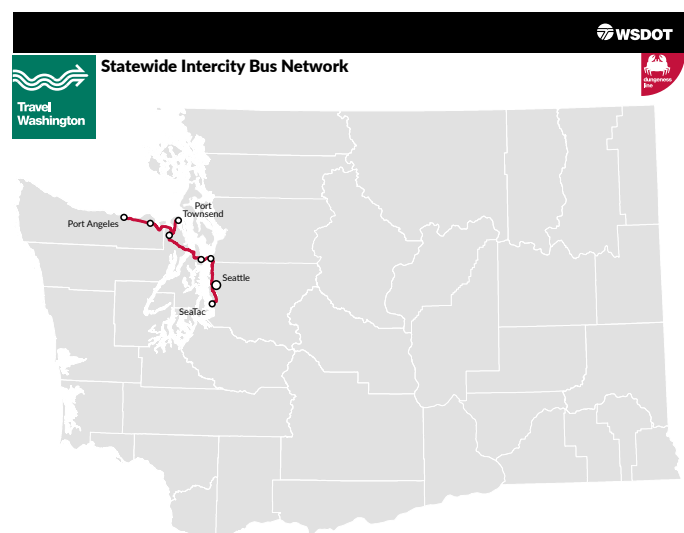 WSDOT
Statewide Intercity Bus Network
Travel
Washington
dungeness
line
Port
Townsend
Port Angeles
Seattle
SeaTac